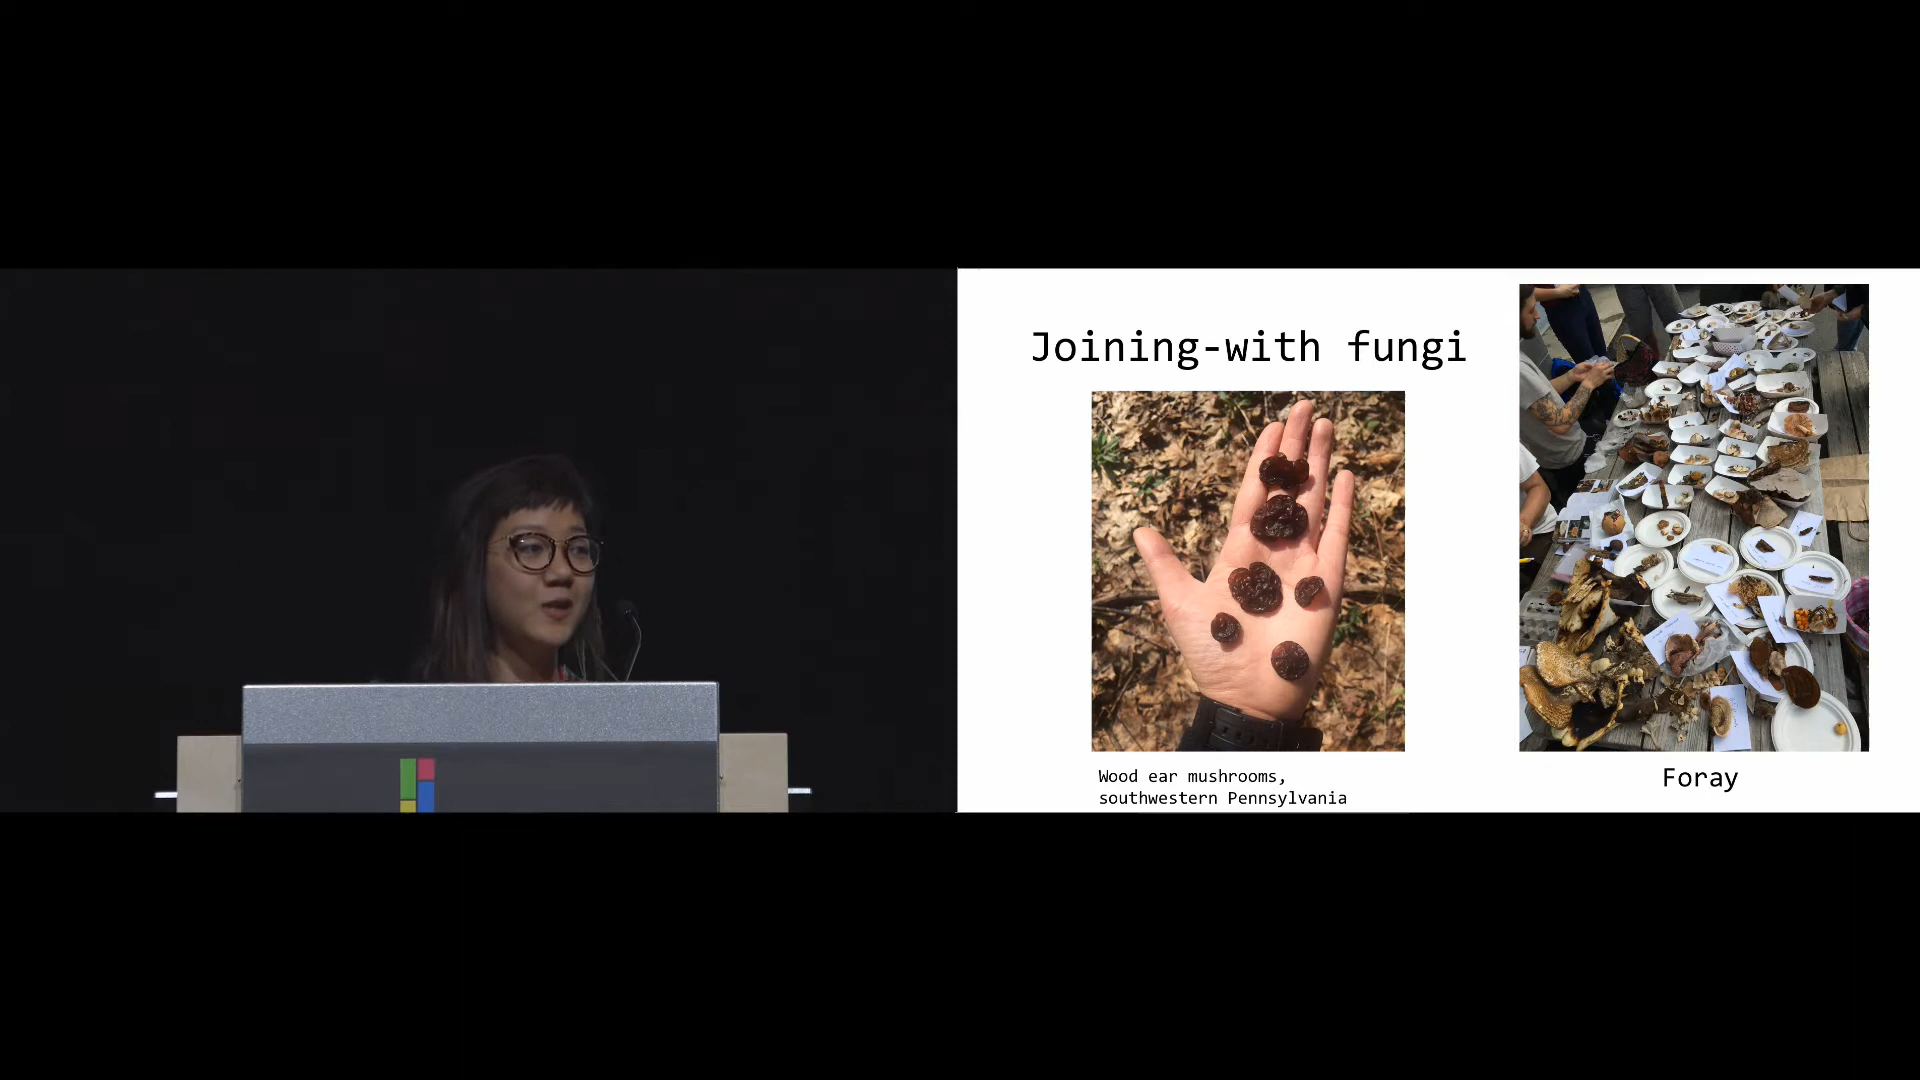 Joining-with fungi
Wood ear mushrooms,
southwestern Pennsylvania
Foray